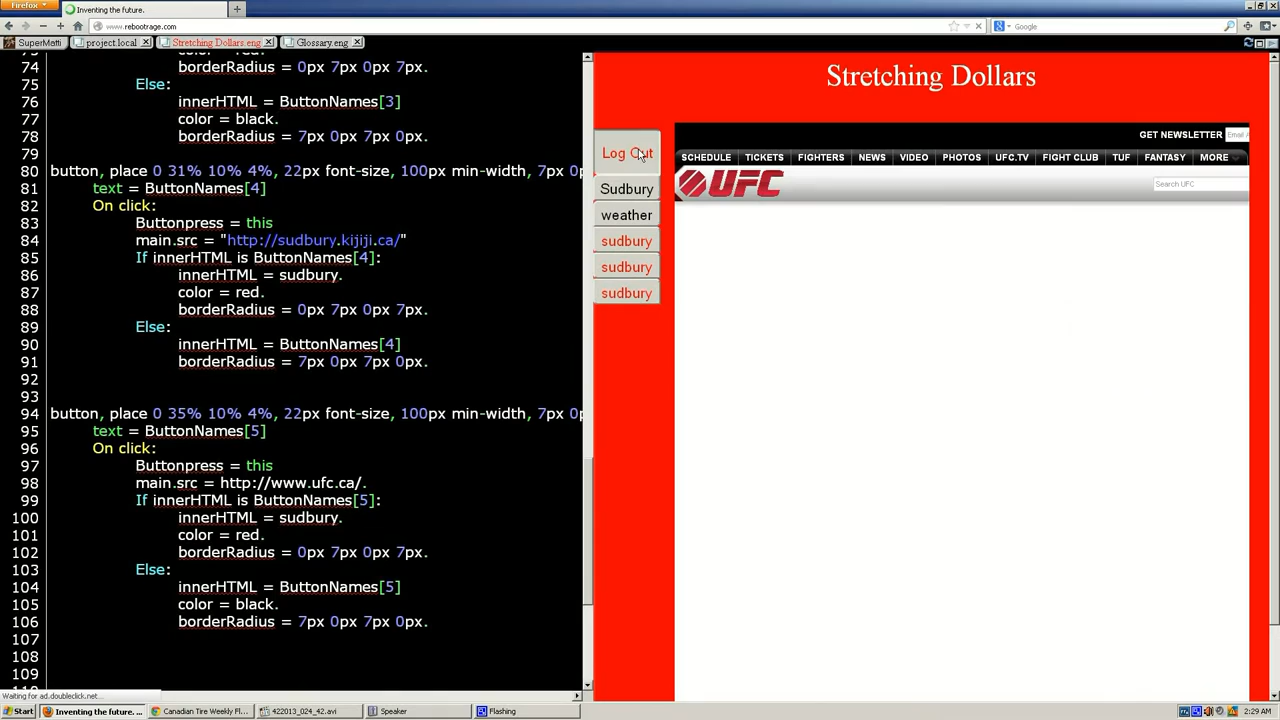 Firefox
Inventing the future.
www.rebootrage.com
Google
SuperMatt
project.local
Stretching Dollars.eng
Glossary.eng
74 borderRadius = 0px 7px 0px 7px.
75 Else:
76 innerHTML = ButtonNames[3]
77 color = black.
78 borderRadius = 7px 0px 7px 0px.
79
80 button, place 0 31% 10% 4%, 22px font-size, 100px min-width, 7px 0p
81 text = ButtonNames[4]
82 On click:
83 Buttonpress = this
84 main.src = "http://sudbury.kijiji.ca/"
85 If innerHTML is ButtonNames[4]:
86 innerHTML = sudbury.
87 color = red.
88 borderRadius = 0px 7px 0px 7px.
89 Else:
90 innerHTML = ButtonNames[4]
91 borderRadius = 7px 0px 7px 0px.
92
93
94 button, place 0 35% 10% 4%, 22px font-size, 100px min-width, 7px 0p
95 text = ButtonNames[5]
96 On click:
97 Buttonpress = this
98 main.src = http://www.ufc.ca/.
99 If innerHTML is ButtonNames[5]:
100 innerHTML = sudbury.
101 color = red.
102 borderRadius = 0px 7px 0px 7px.
103 Else:
104 innerHTML = ButtonNames[5]
105 color = black.
106 borderRadius = 7px 0px 7px 0px.
107
108
109
Stretching Dollars
Log Out
Sudbury
weather
sudbury
sudbury
sudbury
GET NEWSLETTER Email A
SCHEDULE TICKETS FIGHTERS NEWS VIDEO PHOTOS UFC.TV FIGHT CLUB TUF FANTASY MORE
UFC
Search UFC
Waiting for ad.doubleclick.net...
Start
Inventing the future. ...
Canadian Tire Weekly Fl...
422013_024_42.avi
Speaker
Flashing
2:29 AM